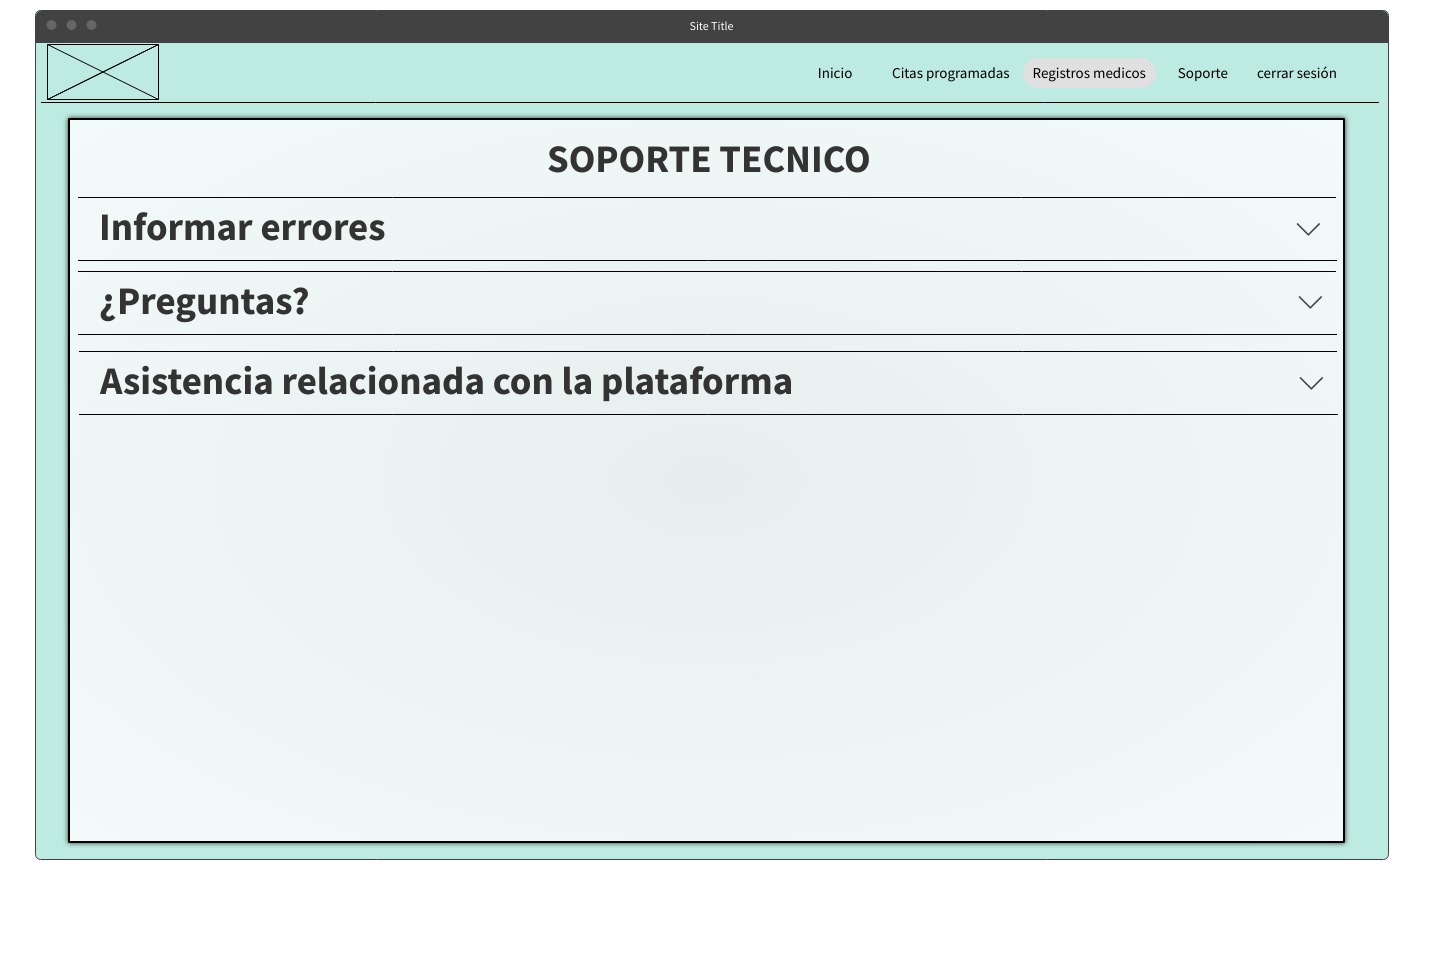 Site Title
Inicio Citas programadas Registros medicos Soporte cerrar sesión
SOPORTE TECNICO
Informar errores
¿Preguntas?
Asistencia relacionada con la plataforma